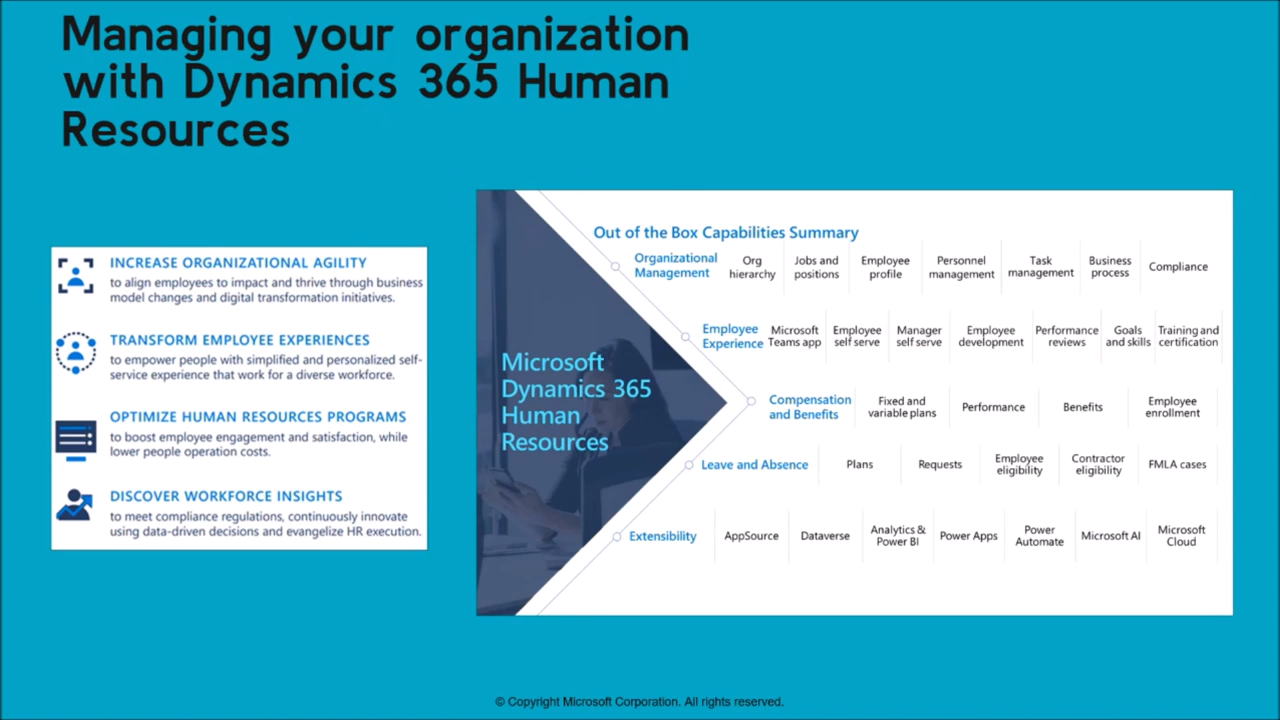 Managing your organization
with Dynamics 365 Human
Resources
INCREASE ORGANIZATIONAL AGILITY
to align employees to impact and thrive through business
model changes and digital transformation initiatives.
TRANSFORM EMPLOYEE EXPERIENCES
to empower people with simplified and personalized self-
service experience that work for a diverse workforce.
OPTIMIZE HUMAN RESOURCES PROGRAMS
to boost employee engagement and satisfaction, while
lower people operation costs.
DISCOVER WORKFORCE INSIGHTS
to meet compliance regulations, continuously innovate
using data-driven decisions and evangelize HR execution.
Microsoft
Dynamics 365
Human
Resources
Out of the Box Capabilities Summary
Organizational
Management
Org
hierarchy
Jobs and
positions
Employee
profile
Personnel
management
Task
management
Business
process
Compliance
Employee
Experience
Microsoft
Teams app
Employee
self serve
Manager
self serve
Employee
development
Performance
reviews
Goals
and skills
Training and
certification
Compensation
and Benefits
Fixed and
variable plans
Performance
Benefits
Employee
enrollment
Leave and Absence
Plans
Requests
Employee
eligibility
Contractor
eligibility
FMLA cases
Extensibility
AppSource
Dataverse
Analytics &
Power BI
Power Apps
Power
Automate
Microsoft AI
Microsoft
Cloud
© Copyright Microsoft Corporation. All rights reserved.